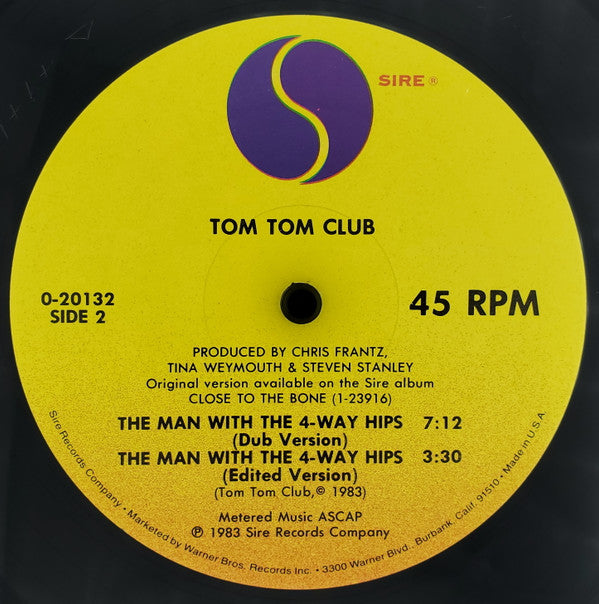 SIRE ®
TOM TOM CLUB
0-20132
SIDE 2
45 RPM
PRODUCED BY CHRIS FRANTZ,
TINA WEYMOUTH & STEVEN STANLEY
Original version available on the Sire album
CLOSE TO THE BONE (1-23916)
THE MAN WITH THE 4-WAY HIPS 7:12
(Dub Version)
THE MAN WITH THE 4-WAY HIPS 3:30
(Edited Version)
(Tom Tom Club,© 1983)
Metered Music ASCAP
℗ 1983 Sire Records Company
Sire Records Company • Marketed by Warner Bros. Records Inc. • 3300 Warner Blvd., Burbank, Calif. 91510 • Made in U.S.A.